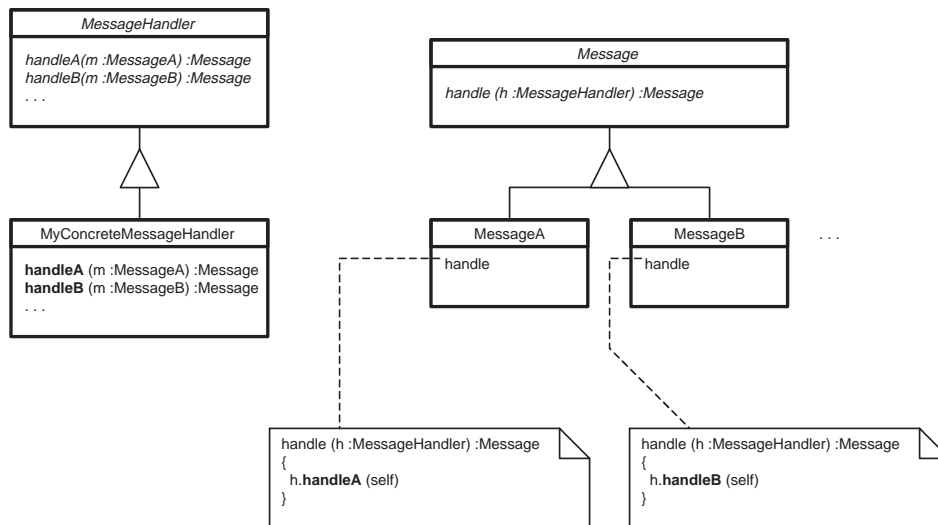 MessageHandler
handleA(m :MessageA) :Message
handleB(m :MessageB) :Message
. . .
Message
handle (h :MessageHandler) :Message
MyConcreteMessageHandler
handleA (m :MessageA) :Message
handleB (m :MessageB) :Message
. . .
MessageA
handle
MessageB
handle
. . .
handle (h :MessageHandler) :Message
{
h.handleA (self)
}
handle (h :MessageHandler) :Message
{
h.handleB (self)
}